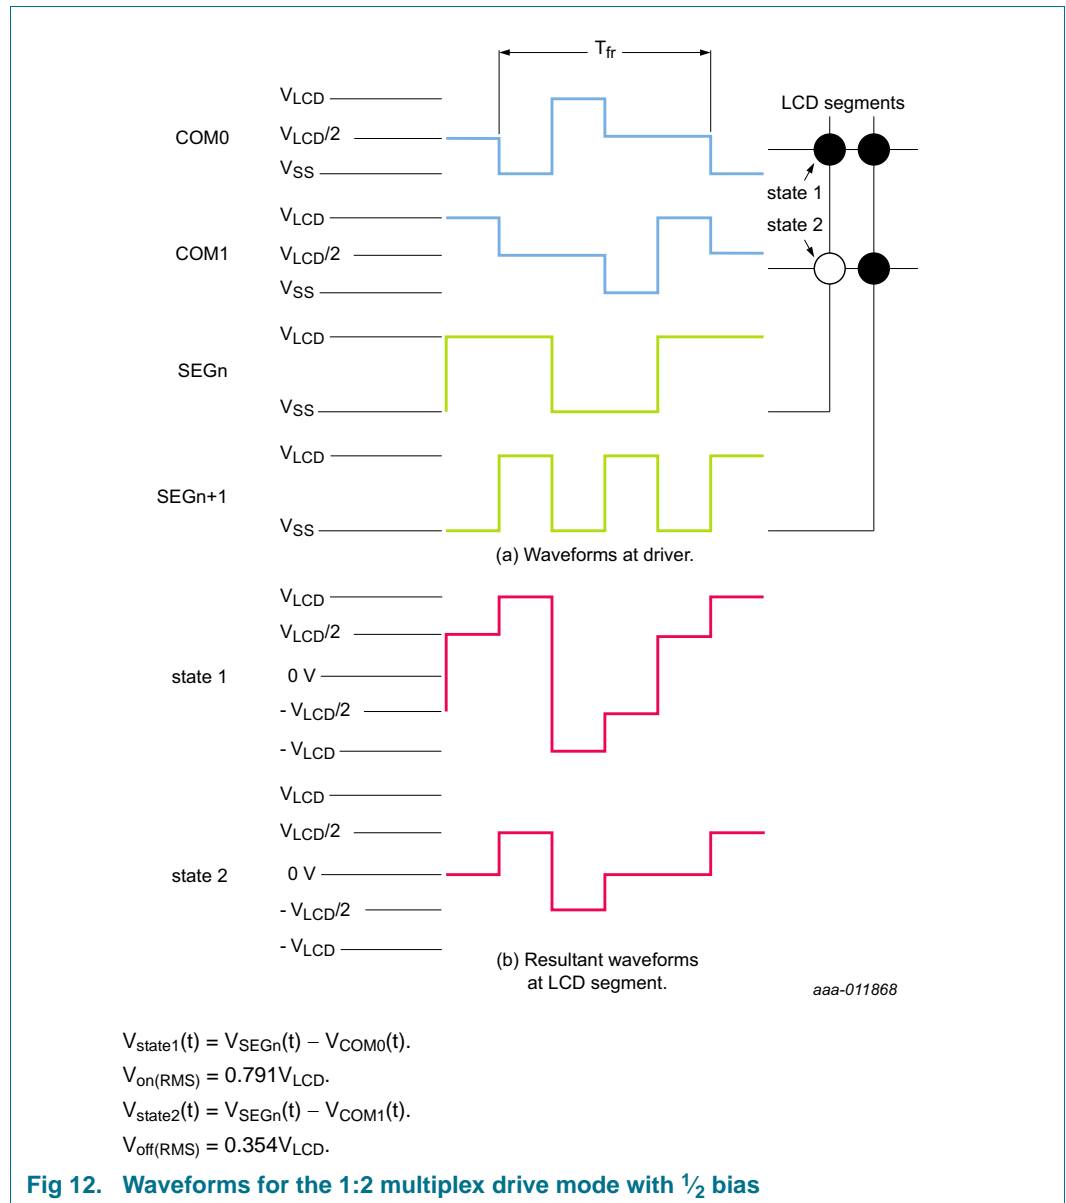 T_fr
V_LCD
LCD segments
COM0
V_LCD/2
V_SS
state 1
V_LCD
state 2
COM1
V_LCD/2
V_SS
V_LCD
SEGn
V_SS
V_LCD
SEGn+1
V_SS
(a) Waveforms at driver.
V_LCD
V_LCD/2
state 1
0 V
- V_LCD/2
- V_LCD
V_LCD
V_LCD/2
state 2
0 V
- V_LCD/2
- V_LCD
(b) Resultant waveforms
at LCD segment.
aaa-011868
V_state1(t) = V_SEGn(t) − V_COM0(t).
V_on(RMS) = 0.791V_LCD.
V_state2(t) = V_SEGn(t) − V_COM1(t).
V_off(RMS) = 0.354V_LCD.
Fig 12. Waveforms for the 1:2 multiplex drive mode with 1⁄2 bias